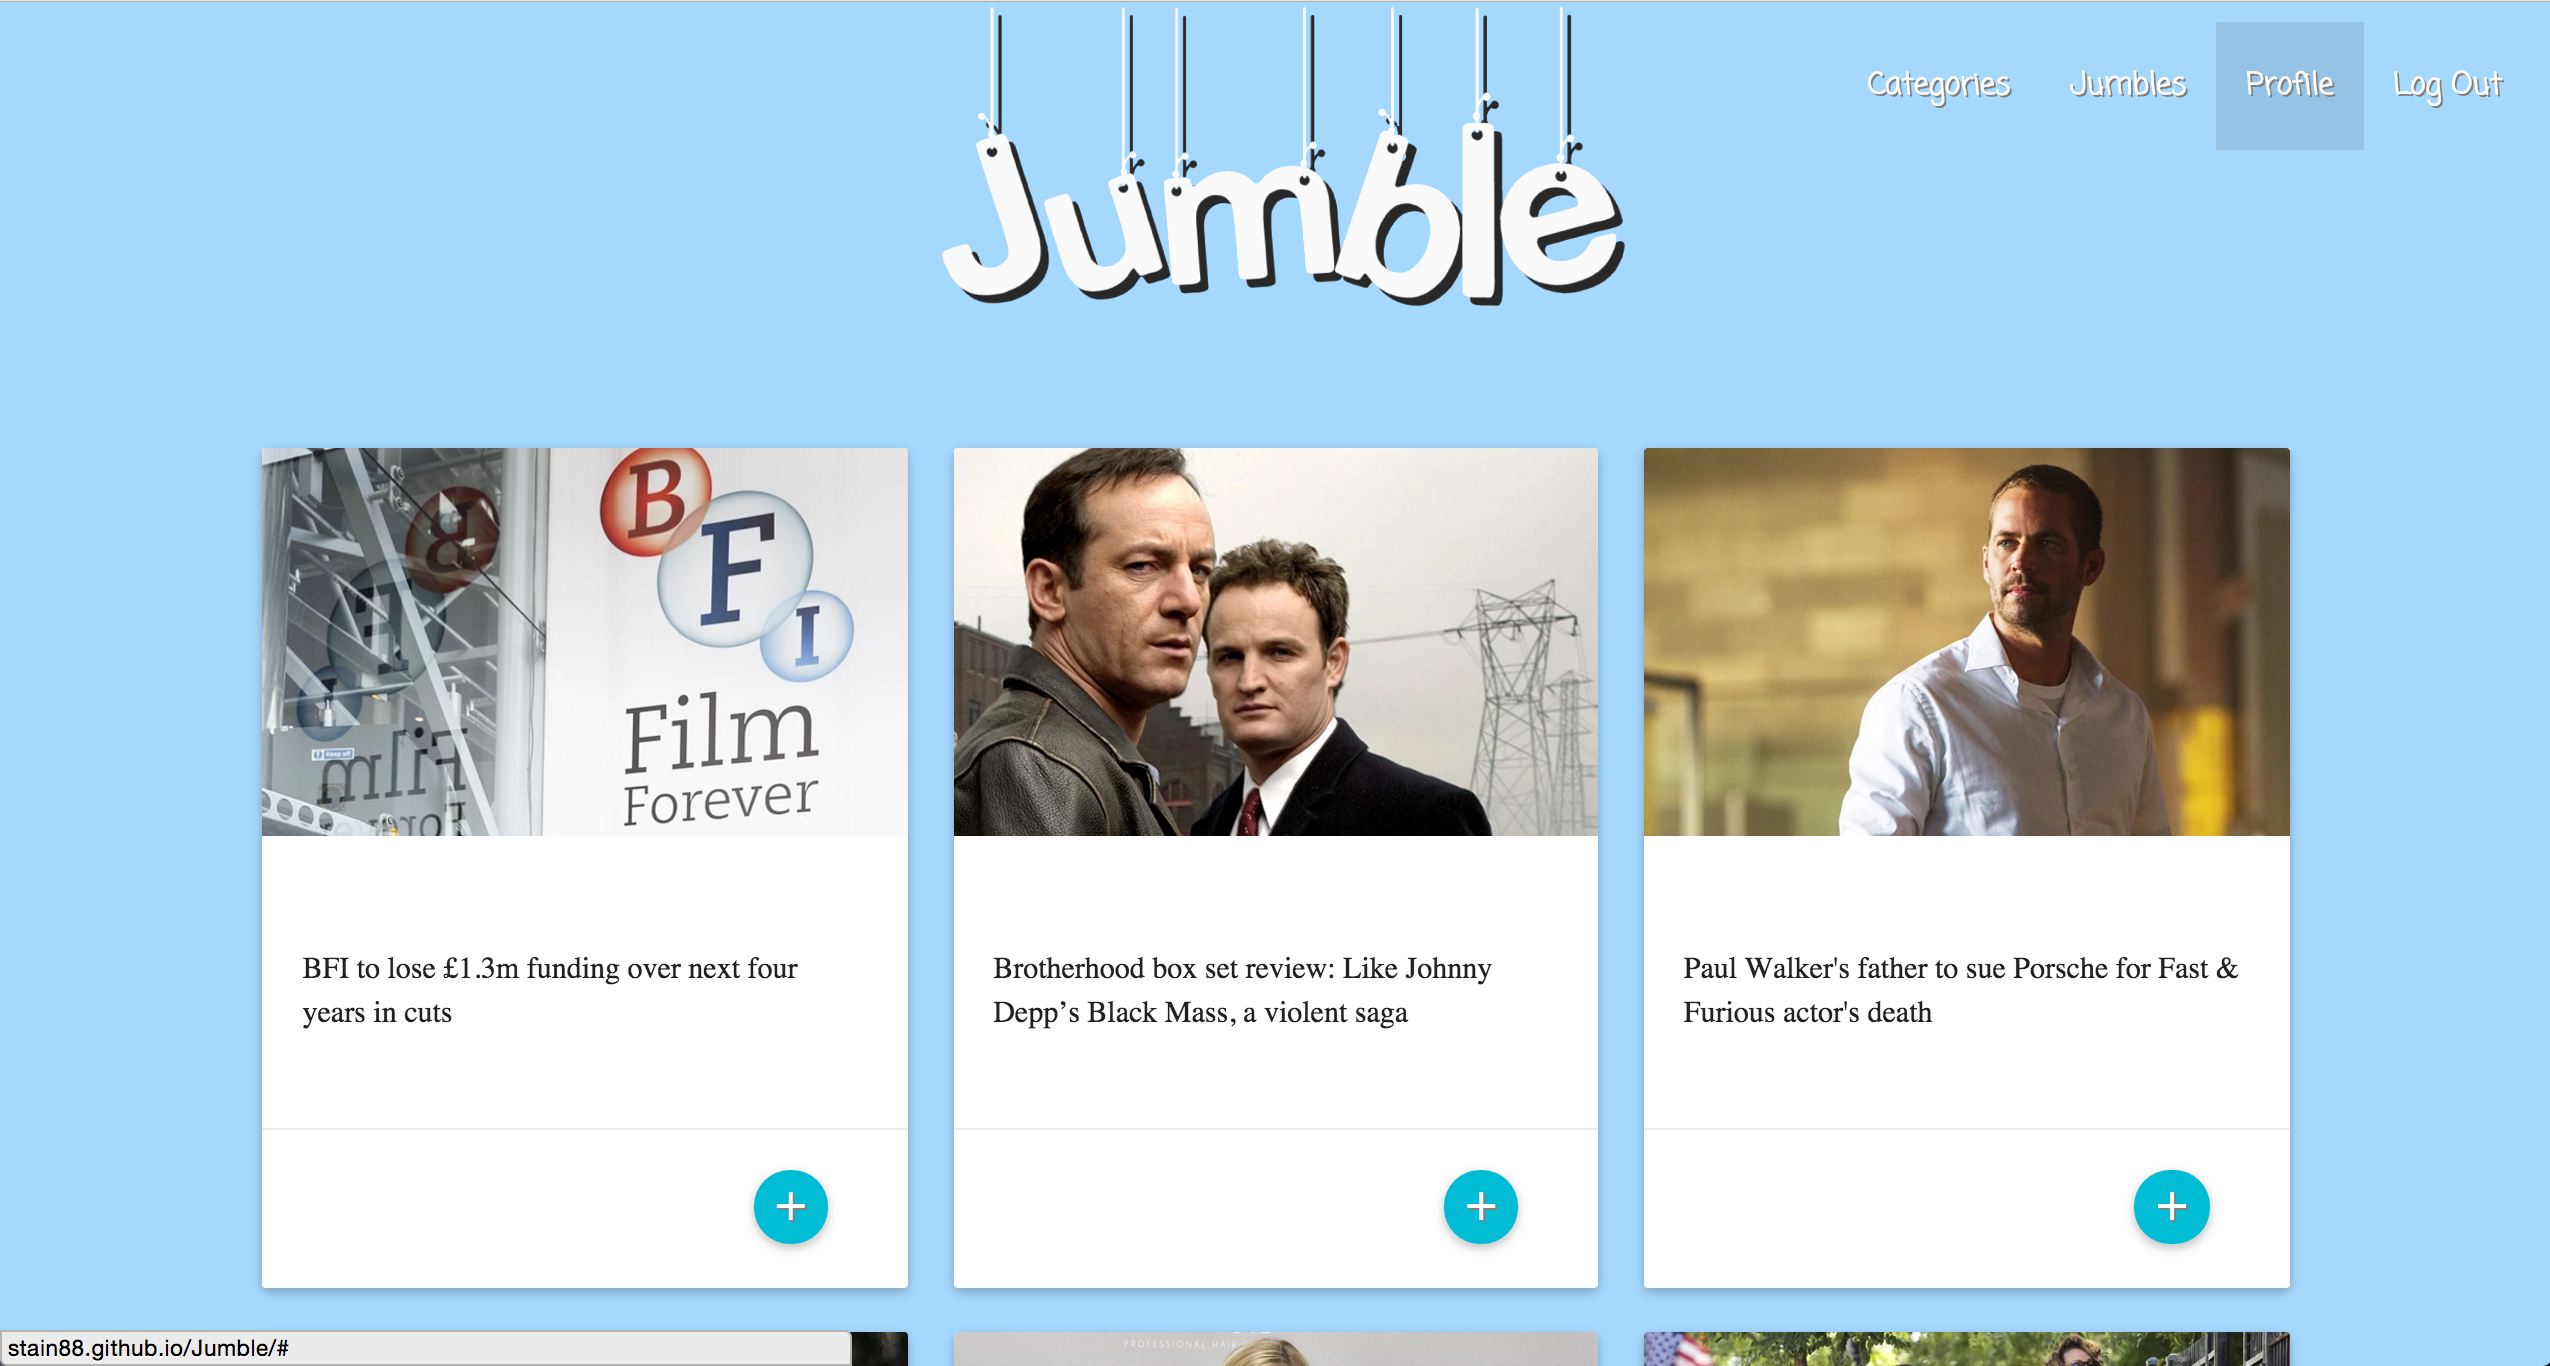 Jumble
Categories Jumbles Profile Log Out
B
F
I
Film
Forever
BFI to lose £1.3m funding over next four
years in cuts
Brotherhood box set review: Like Johnny
Depp’s Black Mass, a violent saga
Paul Walker's father to sue Porsche for Fast &
Furious actor's death
+ + +
PROFESSIONAL HAIR
stain88.github.io/Jumble/#